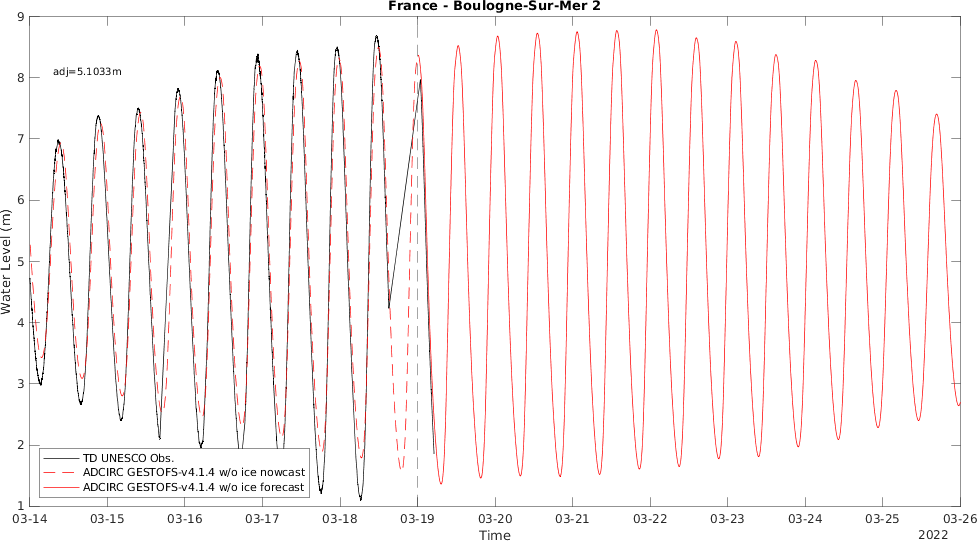 France - Boulogne-Sur-Mer 2
adj=5.1033m
Water Level (m)
9
8
7
6
5
4
3
2
1
TD UNESCO Obs.
ADCIRC GESTOFS-v4.1.4 w/o ice nowcast
ADCIRC GESTOFS-v4.1.4 w/o ice forecast
03-14 03-15 03-16 03-17 03-18 03-19 03-20 03-21 03-22 03-23 03-24 03-25 03-26
Time
2022